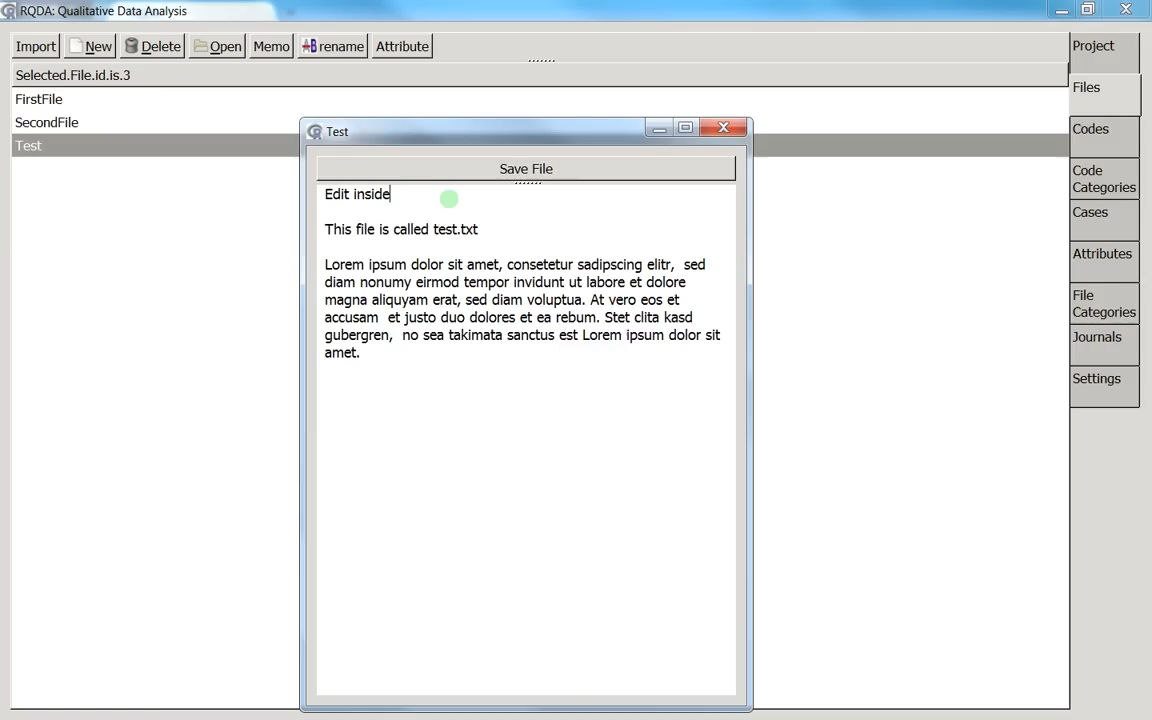 RQDA: Qualitative Data Analysis
Import New Delete Open Memo rename Attribute
Selected.File.id.is.3
FirstFile
SecondFile
Test
Test
Save File
Edit inside
This file is called test.txt
Lorem ipsum dolor sit amet, consetetur sadipscing elitr,  sed
diam nonumy eirmod tempor invidunt ut labore et dolore
magna aliquyam erat, sed diam voluptua. At vero eos et
accusam  et justo duo dolores et ea rebum. Stet clita kasd
gubergren,  no sea takimata sanctus est Lorem ipsum dolor sit
amet.
Project
Files
Codes
Code
Categories
Cases
Attributes
File
Categories
Journals
Settings